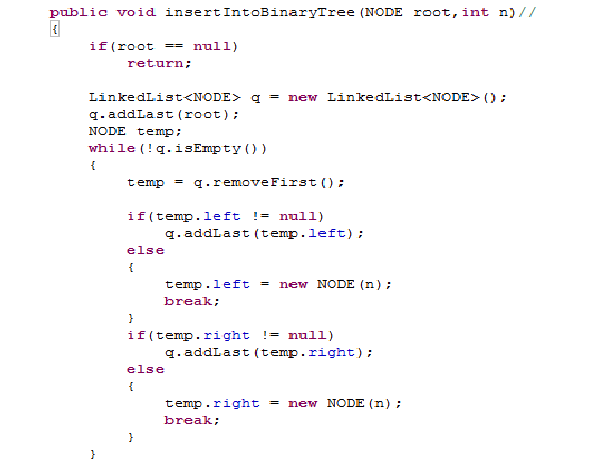 public void insertIntoBinaryTree(NODE root,int n)//
{
if(root == null)
return;
LinkedList<NODE> q = new LinkedList<NODE>();
q.addLast(root);
NODE temp;
while(!q.isEmpty())
{
temp = q.removeFirst();
if(temp.left != null)
q.addLast(temp.left);
else
{
temp.left = new NODE(n);
break;
}
if(temp.right != null)
q.addLast(temp.right);
else
{
temp.right = new NODE(n);
break;
}
}